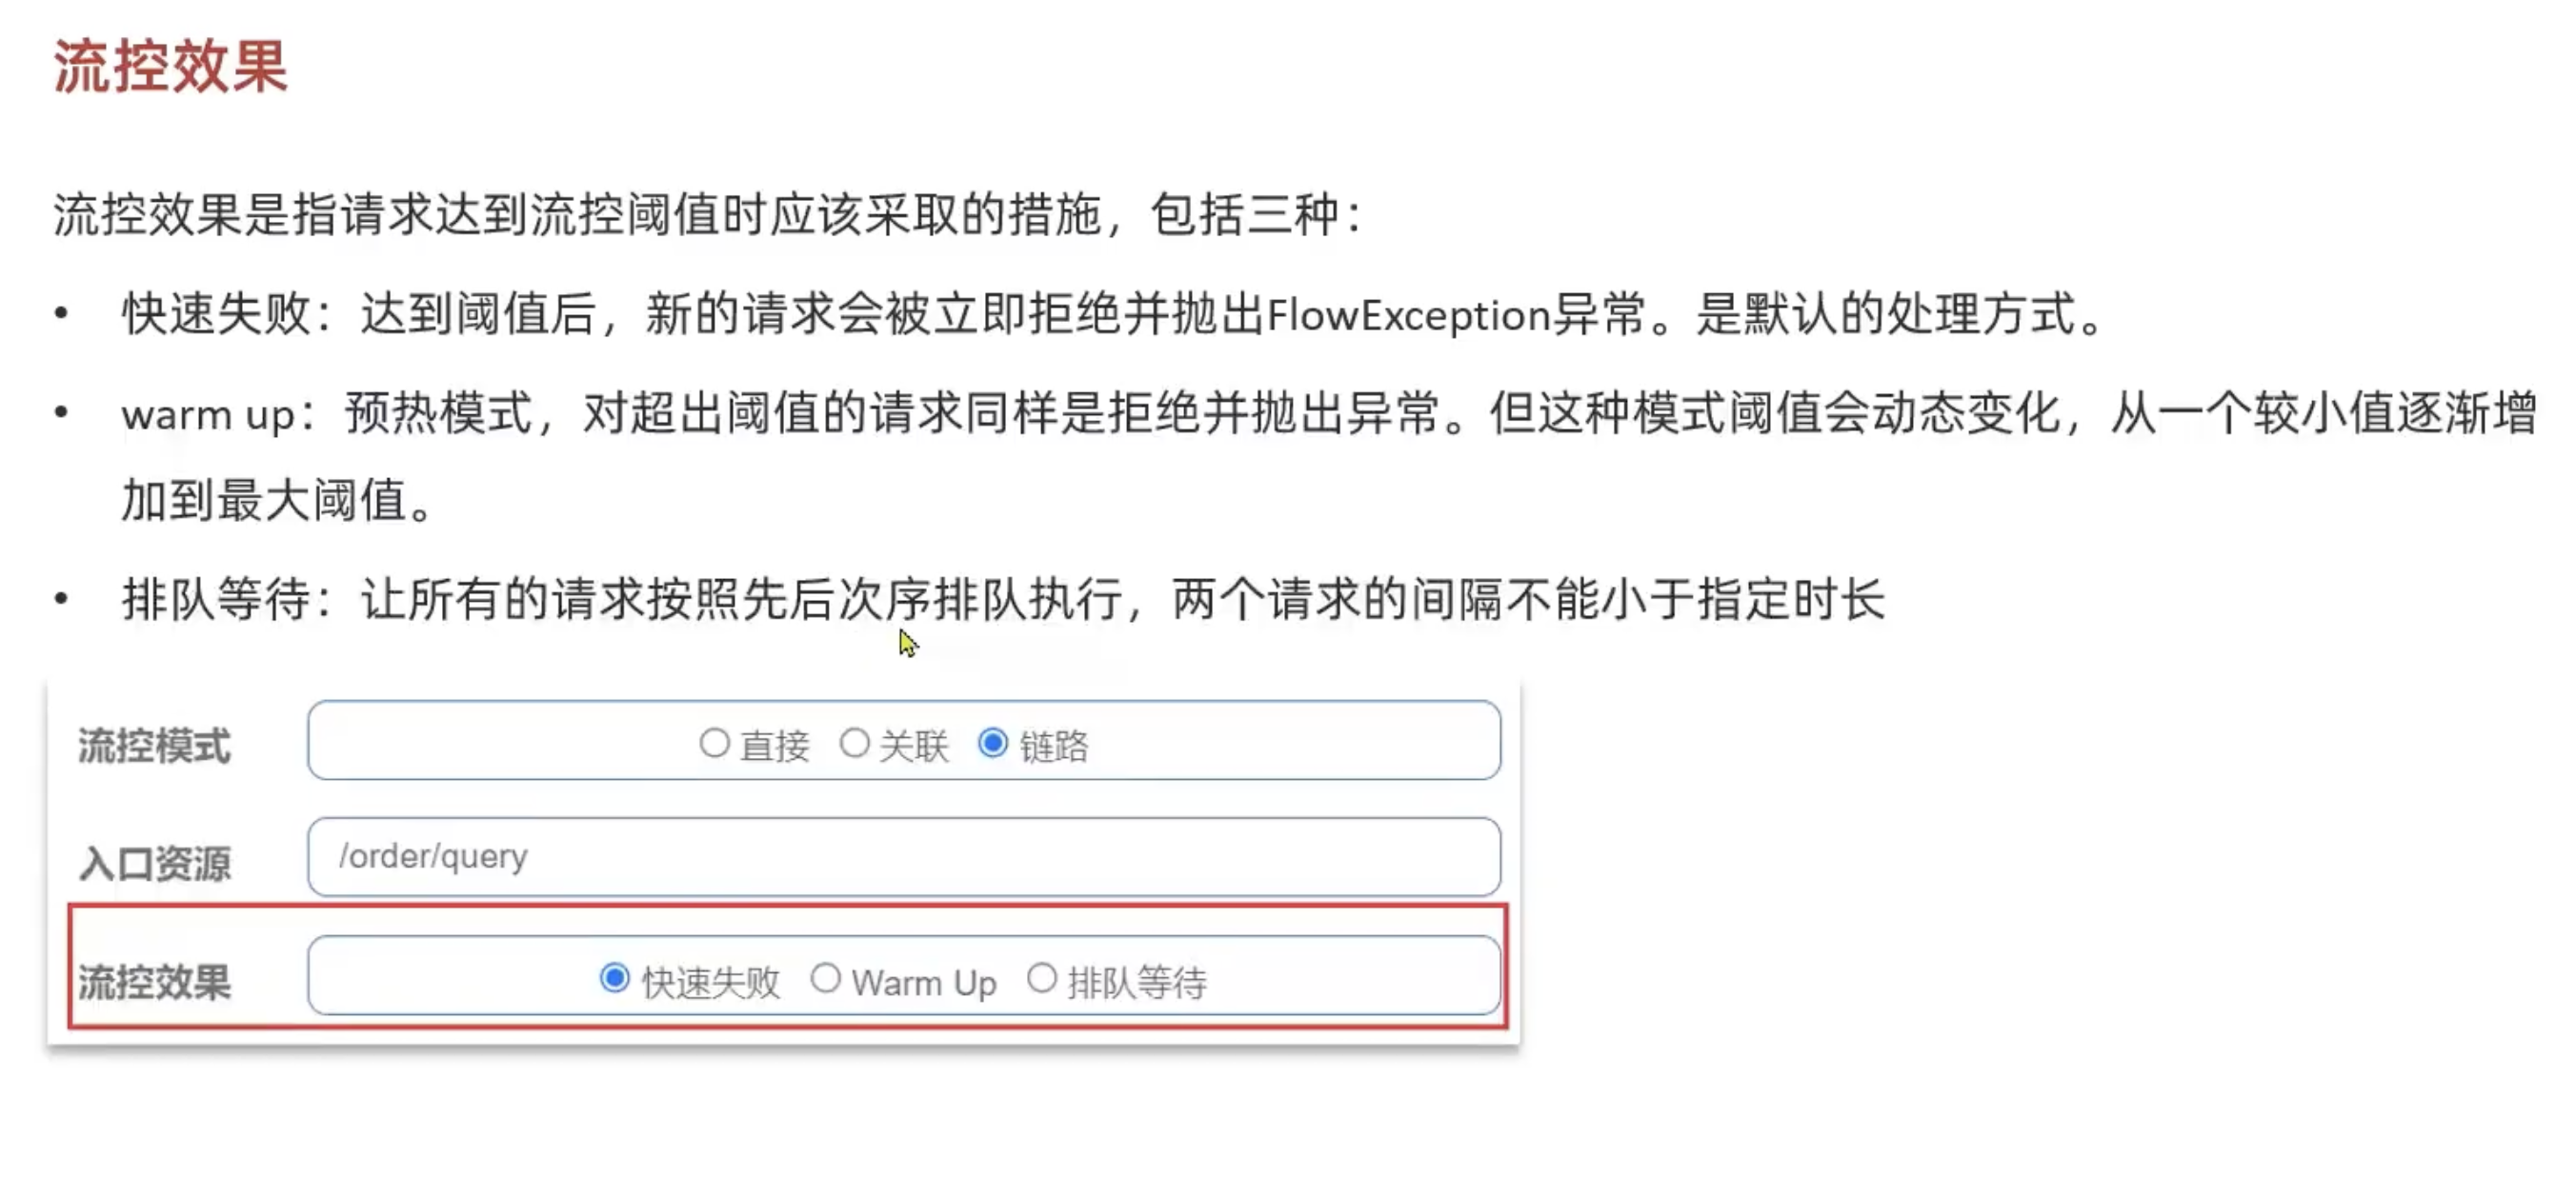 流控效果
流控效果是指请求达到流控阈值时应该采取的措施，包括三种：
• 快速失败：达到阈值后，新的请求会被立即拒绝并抛出FlowException异常。是默认的处理方式。
• warm up：预热模式，对超出阈值的请求同样是拒绝并抛出异常。但这种模式阈值会动态变化，从一个较小值逐渐增
加到最大阈值。
• 排队等待：让所有的请求按照先后次序排队执行，两个请求的间隔不能小于指定时长
流控模式 直接 关联 链路
入口资源 /order/query
流控效果 快速失败 Warm Up 排队等待